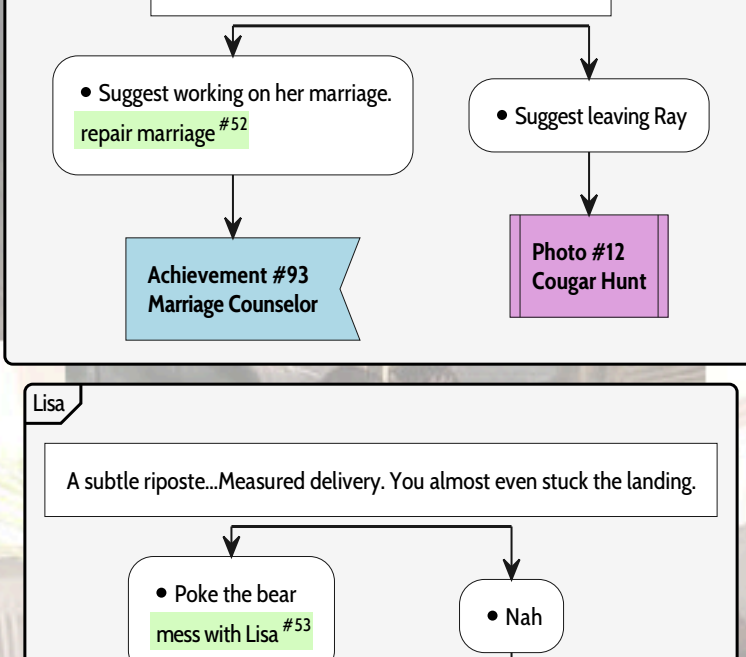 • Suggest working on her marriage.
repair marriage #52
• Suggest leaving Ray
Achievement #93
Marriage Counselor
Photo #12
Cougar Hunt
Lisa
A subtle riposte...Measured delivery. You almost even stuck the landing.
• Poke the bear
mess with Lisa #53
• Nah